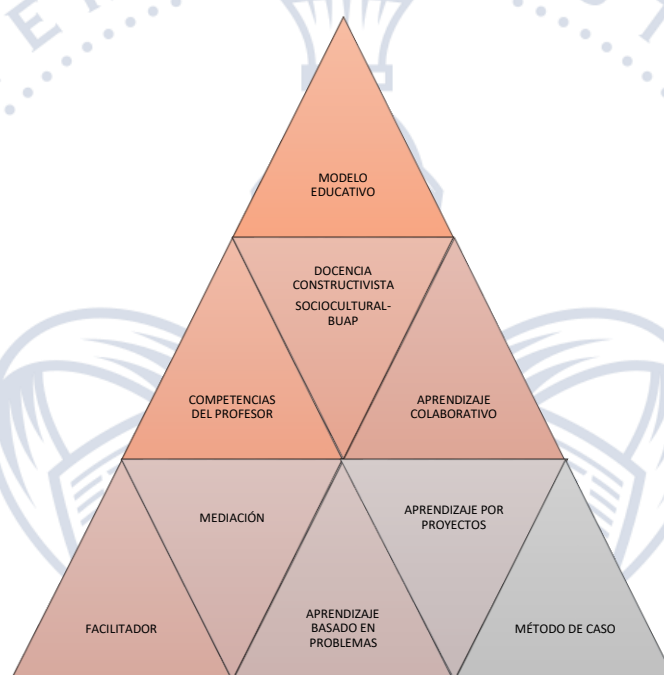 MODELO
EDUCATIVO
DOCENCIA
CONSTRUCTIVISTA
SOCIOCULTURAL-
BUAP
COMPETENCIAS
DEL PROFESOR
APRENDIZAJE
COLABORATIVO
MEDIACIÓN
APRENDIZAJE POR
PROYECTOS
FACILITADOR
APRENDIZAJE
BASADO EN
PROBLEMAS
MÉTODO DE CASO